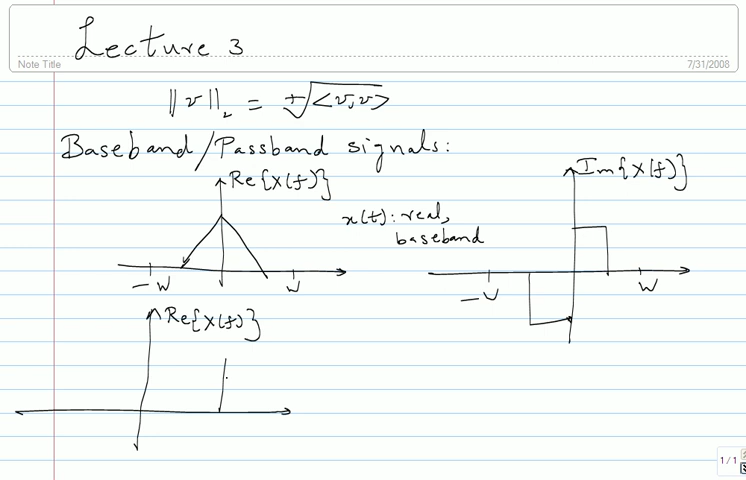 Lecture 3
Note Title
7/31/2008
||v||₂ = +√<v,v>
Baseband/Passband signals:
Re{X(f)}
Im{X(f)}
x(t): real,
baseband
-W
W
-W
W
Re{X(f)}
1/1